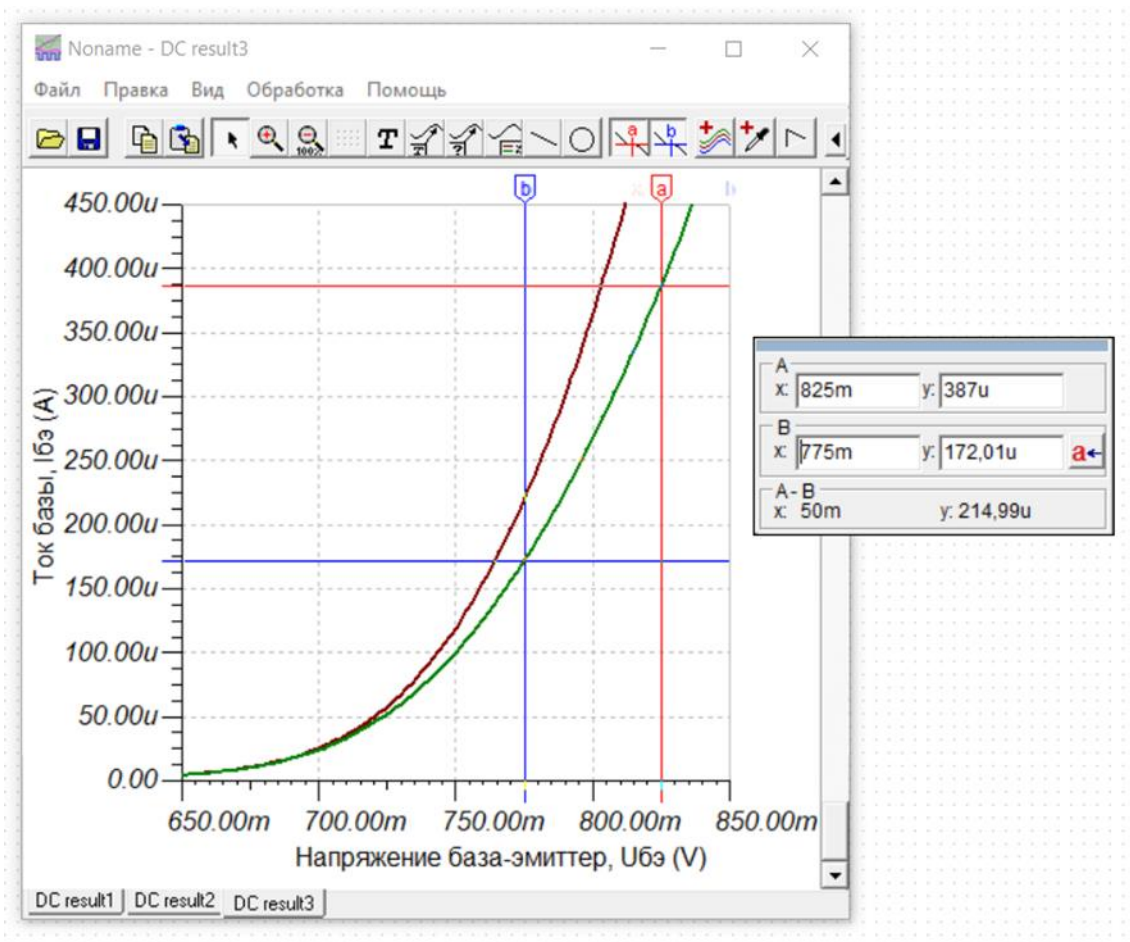 Noname - DC result3
Файл Правка Вид Обработка Помощь
100%
T
T
?
a
b
b
a
b
450.00u
400.00u
350.00u
300.00u
250.00u
200.00u
150.00u
100.00u
50.00u
0.00
Ток базы, Iбэ (A)
650.00m 700.00m 750.00m 800.00m 850.00m
Напряжение база-эмиттер, Uбэ (V)
DC result1 DC result2 DC result3
A
x: 825m y: 387u
B
x: 775m y: 172,01u a
A - B
x: 50m y: 214,99u